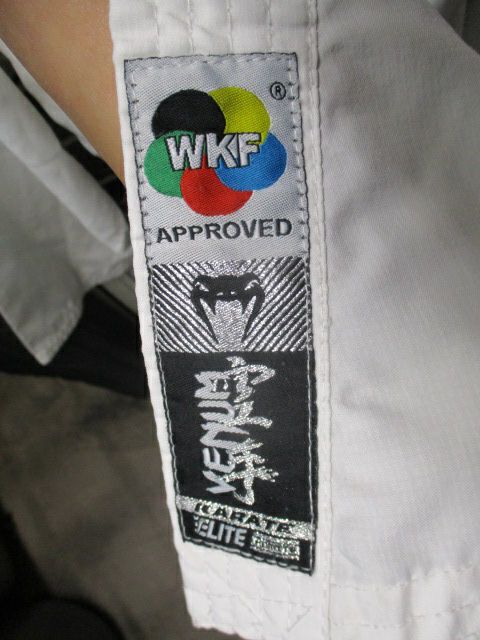 ®
WKF
APPROVED
VENUM
KARATE
ELITE